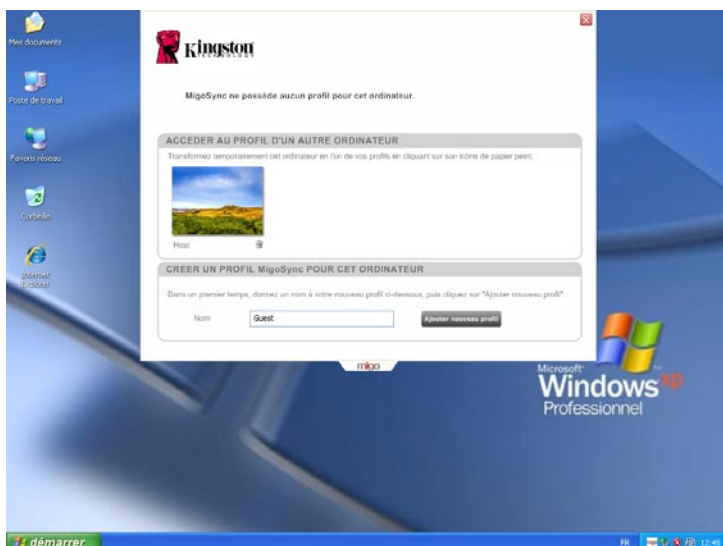 Mes documents
Kingston
TECHNOLOGY
MigoSync ne possède aucun profil pour cet ordinateur.
Poste de travail
ACCEDER AU PROFIL D'UN AUTRE ORDINATEUR
Transformez temporairement cet ordinateur en l'un de vos profils en cliquant sur son icône de papier peint.
Favoris réseau
Corbeille
Host
CREER UN PROFIL MigoSync POUR CET ORDINATEUR
Internet
Explorer
Dans un premier temps, donnez un nom à votre nouveau profil ci-dessous, puis cliquez sur "Ajouter nouveau profil".
Nom
Guest
Ajouter nouveau profil
migo
Microsoft
Windows xp
Professionnel
démarrer
FR
12:45